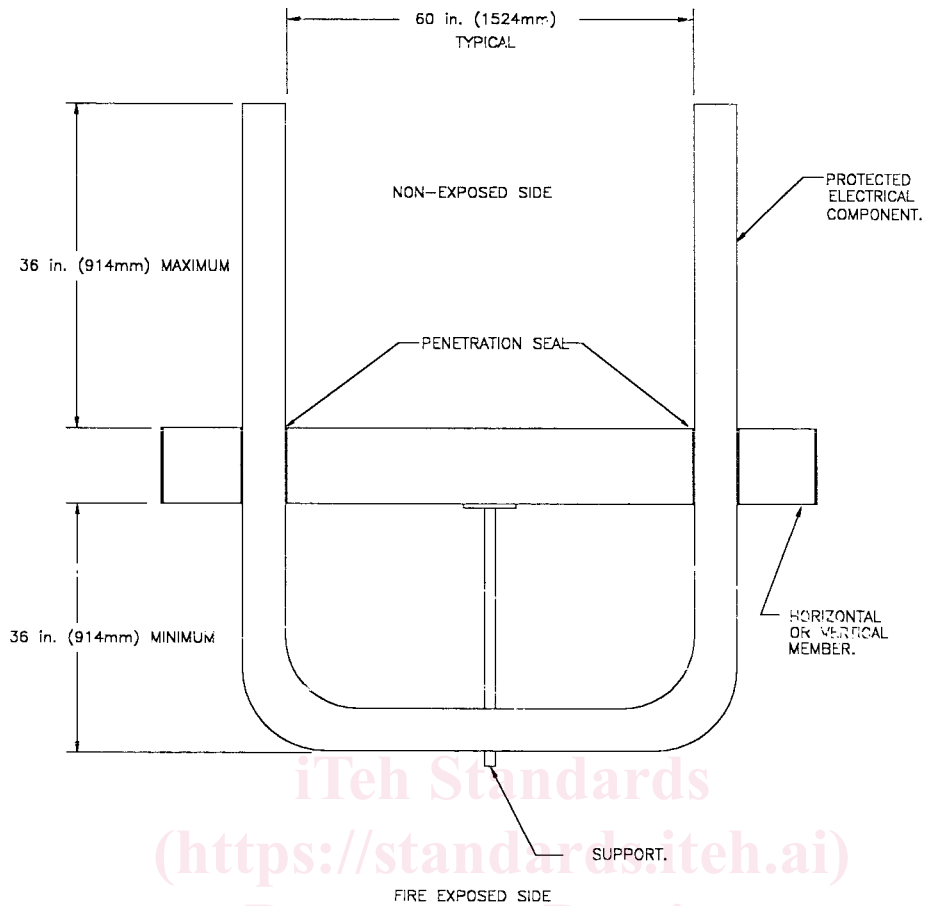 60 in. (1524mm)
TYPICAL
NON-EXPOSED SIDE
PROTECTED
ELECTRICAL
COMPONENT.
36 in. (914mm) MAXIMUM
PENETRATION SEAL
36 in. (914mm) MINIMUM
HORIZONTAL
OR VERTICAL
MEMBER.
iTeh Standards
(https://standards.iteh.ai)
SUPPORT.
FIRE EXPOSED SIDE